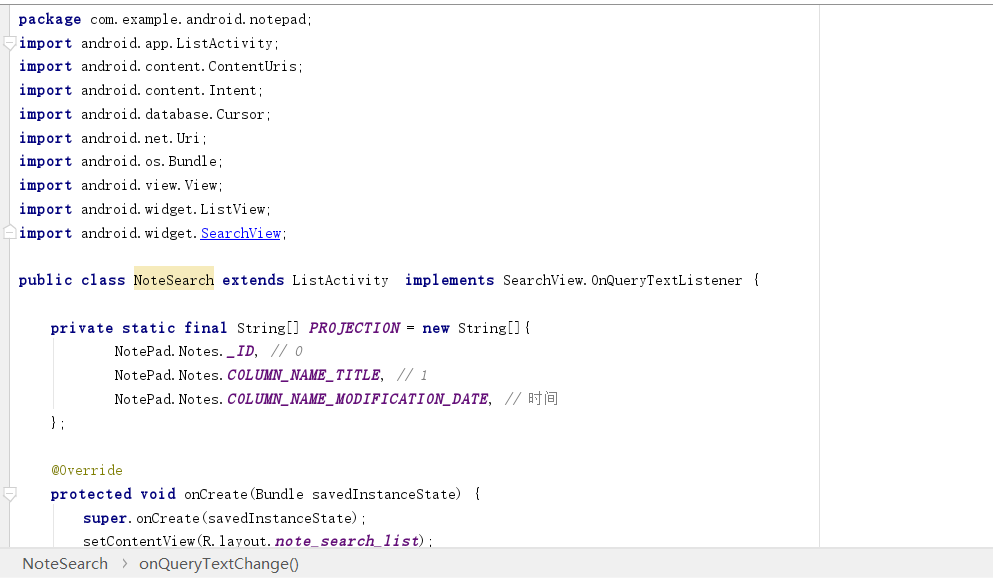 package com.example.android.notepad;
import android.app.ListActivity;
import android.content.ContentUris;
import android.content.Intent;
import android.database.Cursor;
import android.net.Uri;
import android.os.Bundle;
import android.view.View;
import android.widget.ListView;
import android.widget.SearchView;
public class NoteSearch extends ListActivity  implements SearchView.OnQueryTextListener {
    private static final String[] PROJECTION = new String[]{
            NotePad.Notes._ID, // 0
            NotePad.Notes.COLUMN_NAME_TITLE, // 1
            NotePad.Notes.COLUMN_NAME_MODIFICATION_DATE, // 时间
    };
    @Override
    protected void onCreate(Bundle savedInstanceState) {
        super.onCreate(savedInstanceState);
        setContentView(R.layout.note_search_list);
NoteSearch > onQueryTextChange()